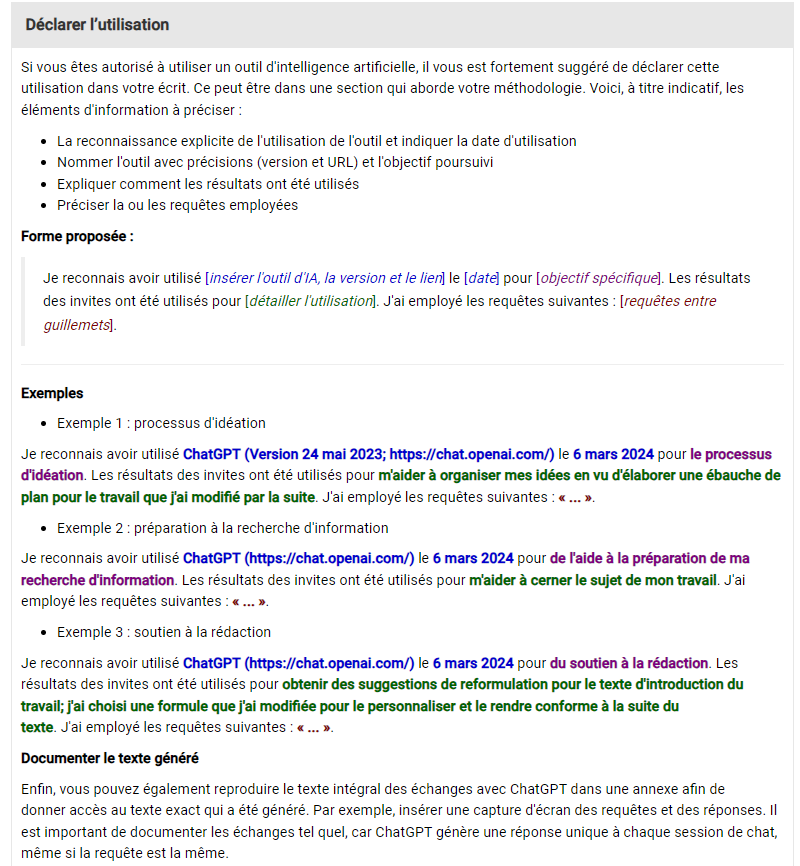 Déclarer l'utilisation
Si vous êtes autorisé à utiliser un outil d'intelligence artificielle, il vous est fortement suggéré de déclarer cette
utilisation dans votre écrit. Ce peut être dans une section qui aborde votre méthodologie. Voici, à titre indicatif, les
éléments d'information à préciser :
• La reconnaissance explicite de l'utilisation de l'outil et indiquer la date d'utilisation
• Nommer l'outil avec précisions (version et URL) et l'objectif poursuivi
• Expliquer comment les résultats ont été utilisés
• Préciser la ou les requêtes employées
Forme proposée :
Je reconnais avoir utilisé [insérer l'outil d'IA, la version et le lien] le [date] pour [objectif spécifique]. Les résultats
des invites ont été utilisés pour [détailler l'utilisation]. J'ai employé les requêtes suivantes : [requêtes entre
guillemets].
Exemples
• Exemple 1 : processus d'idéation
Je reconnais avoir utilisé ChatGPT (Version 24 mai 2023; https://chat.openai.com/) le 6 mars 2024 pour le processus
d'idéation. Les résultats des invites ont été utilisés pour m'aider à organiser mes idées en vu d'élaborer une ébauche de
plan pour le travail que j'ai modifié par la suite. J'ai employé les requêtes suivantes : « ... ».
• Exemple 2 : préparation à la recherche d'information
Je reconnais avoir utilisé ChatGPT (https://chat.openai.com/) le 6 mars 2024 pour de l'aide à la préparation de ma
recherche d'information. Les résultats des invites ont été utilisés pour m'aider à cerner le sujet de mon travail. J'ai
employé les requêtes suivantes : « ... ».
• Exemple 3 : soutien à la rédaction
Je reconnais avoir utilisé ChatGPT (https://chat.openai.com/) le 6 mars 2024 pour du soutien à la rédaction. Les
résultats des invites ont été utilisés pour obtenir des suggestions de reformulation pour le texte d'introduction du
travail; j'ai choisi une formule que j'ai modifiée pour le personnaliser et le rendre conforme à la suite du
texte. J'ai employé les requêtes suivantes : « ... ».
Documenter le texte généré
Enfin, vous pouvez également reproduire le texte intégral des échanges avec ChatGPT dans une annexe afin de
donner accès au texte exact qui a été généré. Par exemple, insérer une capture d'écran des requêtes et des réponses. Il
est important de documenter les échanges tel quel, car ChatGPT génère une réponse unique à chaque session de chat,
même si la requête est la même.